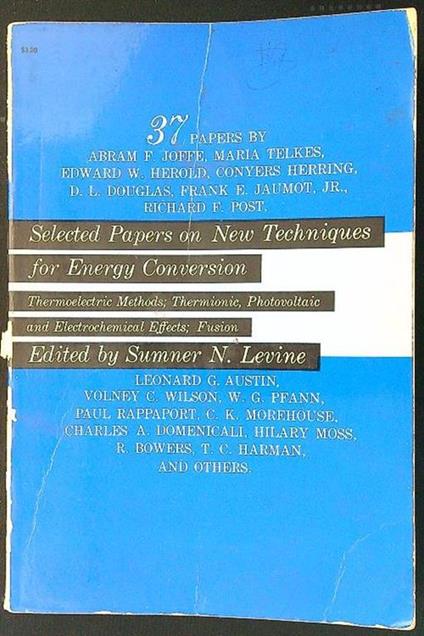 37 PAPERS BY
ABRAM F. JOFFE, MARIA TELKES,
EDWARD W. HEROLD, CONYERS HERRING,
D. L. DOUGLAS, FRANK E. JAUMOT, JR.,
RICHARD F. POST,
Selected Papers on New Techniques
for Energy Conversion
Thermoelectric Methods; Thermionic, Photovoltaic
and Electrochemical Effects; Fusion
Edited by Sumner N. Levine
LEONARD G. AUSTIN,
VOLNEY C. WILSON, W. G. PFANN,
PAUL RAPPAPORT, C. K. MOREHOUSE,
CHARLES A. DOMENICALI, HILARY MOSS,
R. BOWERS, T. C. HARMAN,
AND OTHERS.